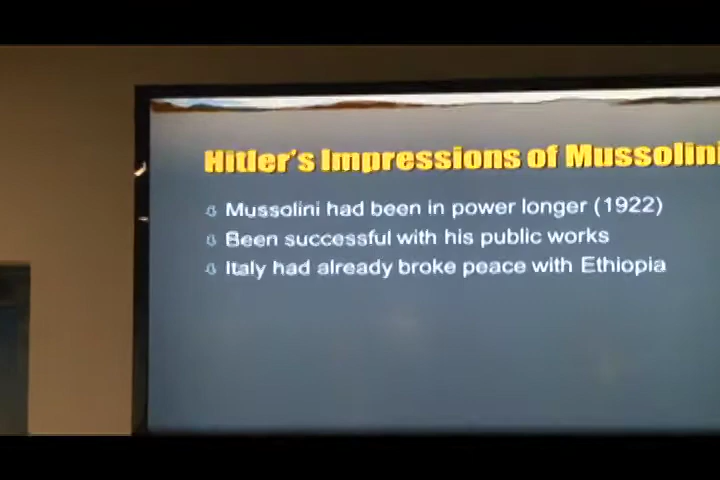 Hitler's Impressions of Mussolini
Mussolini had been in power longer (1922)
Been successful with his public works
Italy had already broke peace with Ethiopia